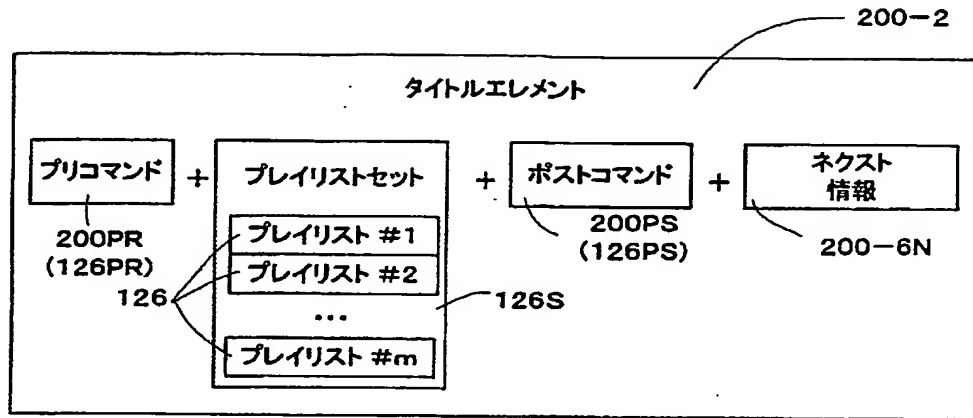 200-2
タイトルエレメント
プリコマンド
+
プレイリストセット
+
ポストコマンド
+
ネクスト
情報
200PR
(126PR)
プレイリスト #1
プレイリスト #2
...
プレイリスト #m
126
126S
200PS
(126PS)
200-6N